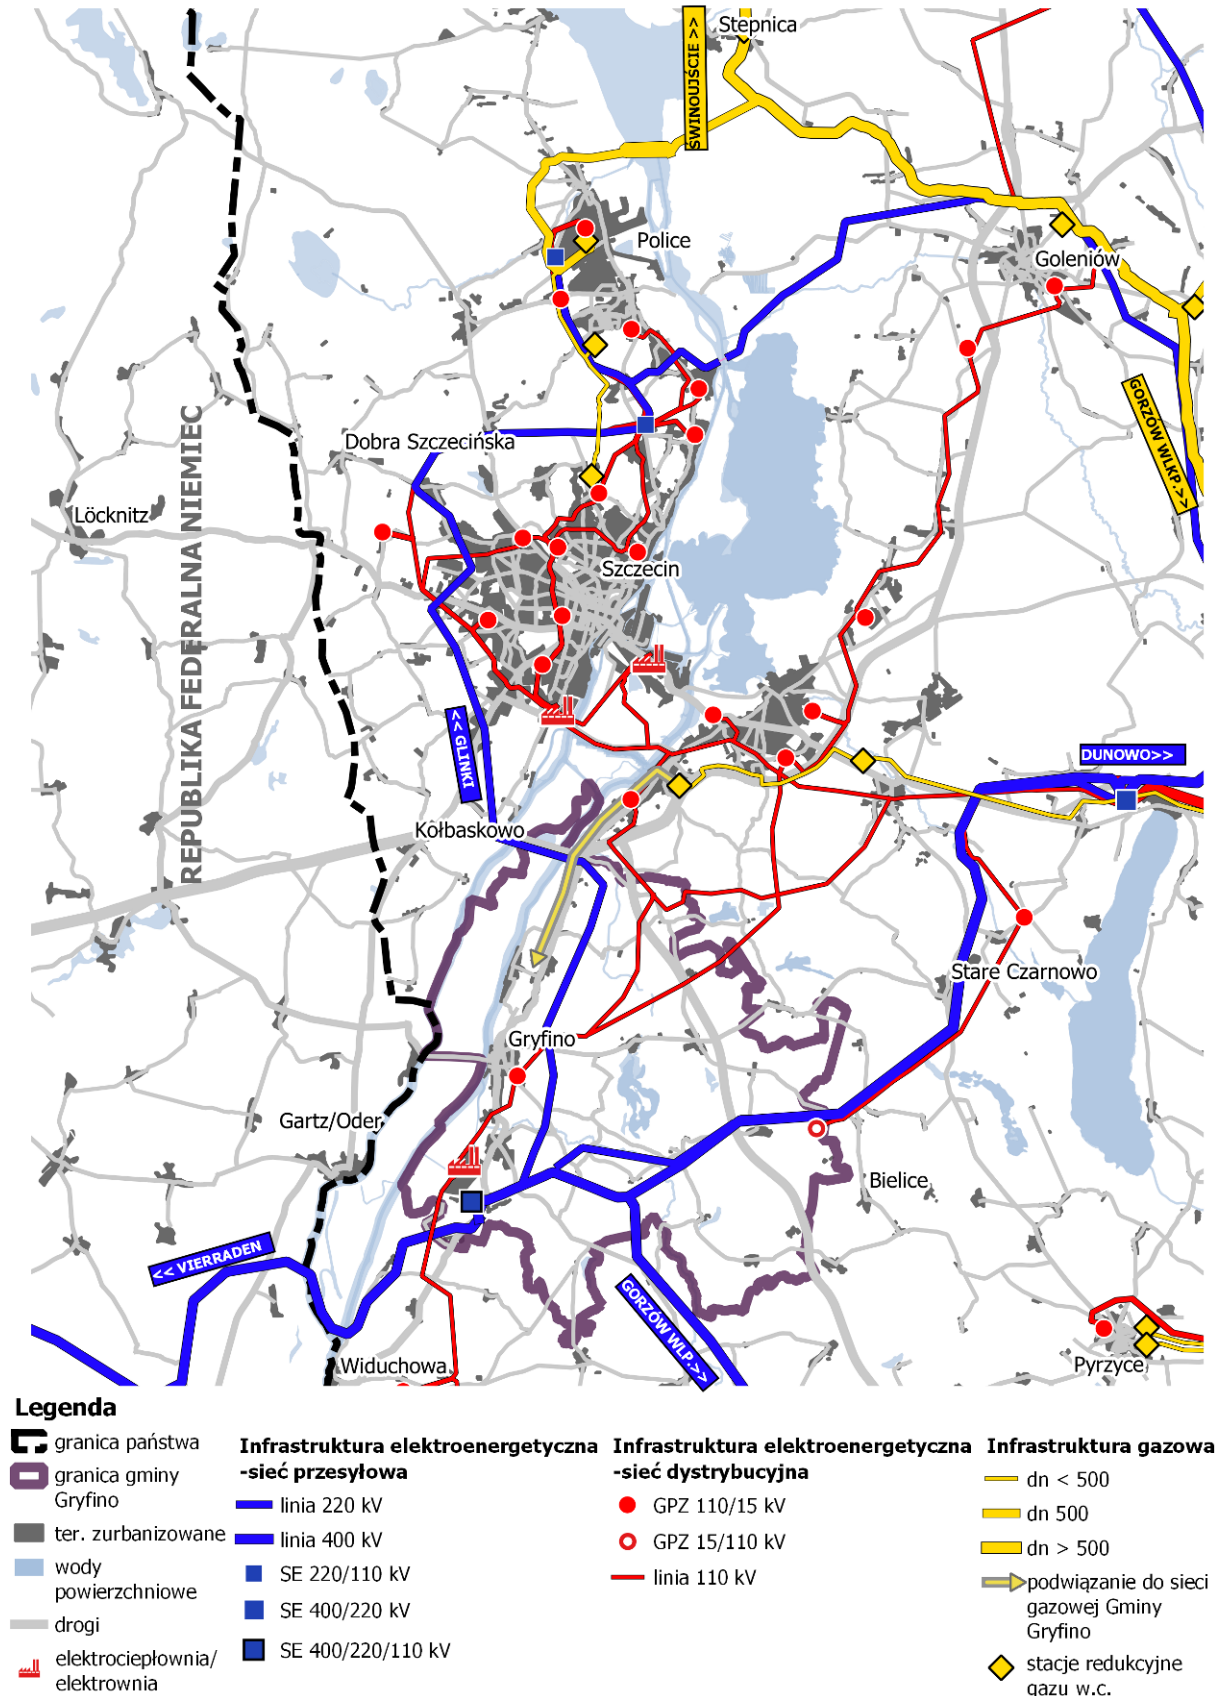 Stepnica
ŚWINOUJŚCIE >>
Police
Goleniów
GORZÓW WLKP.>>
Dobra Szczecińska
REPUBLIKA FEDERALNA NIEMIEC
Löcknitz
Szczecin
<< GLINKI
DUNOWO>>
Kołbaskowo
Stare Czarnowo
Gryfino
Gartz/Oder
Bielice
<< VIERRADEN
GORZÓW WLP.>>
Widuchowa
Pyrzyce
Legenda
granica państwa
granica gminy
Gryfino
ter. zurbanizowane
wody
powierzchniowe
drogi
elektrociepłownia/
elektrownia
Infrastruktura elektroenergetyczna
-sieć przesyłowa
linia 220 kV
linia 400 kV
SE 220/110 kV
SE 400/220 kV
SE 400/220/110 kV
Infrastruktura elektroenergetyczna
-sieć dystrybucyjna
GPZ 110/15 kV
GPZ 15/110 kV
linia 110 kV
Infrastruktura gazowa
dn < 500
dn 500
dn > 500
podwiązanie do sieci
gazowej Gminy
Gryfino
stacje redukcyjne
gazu w.c.